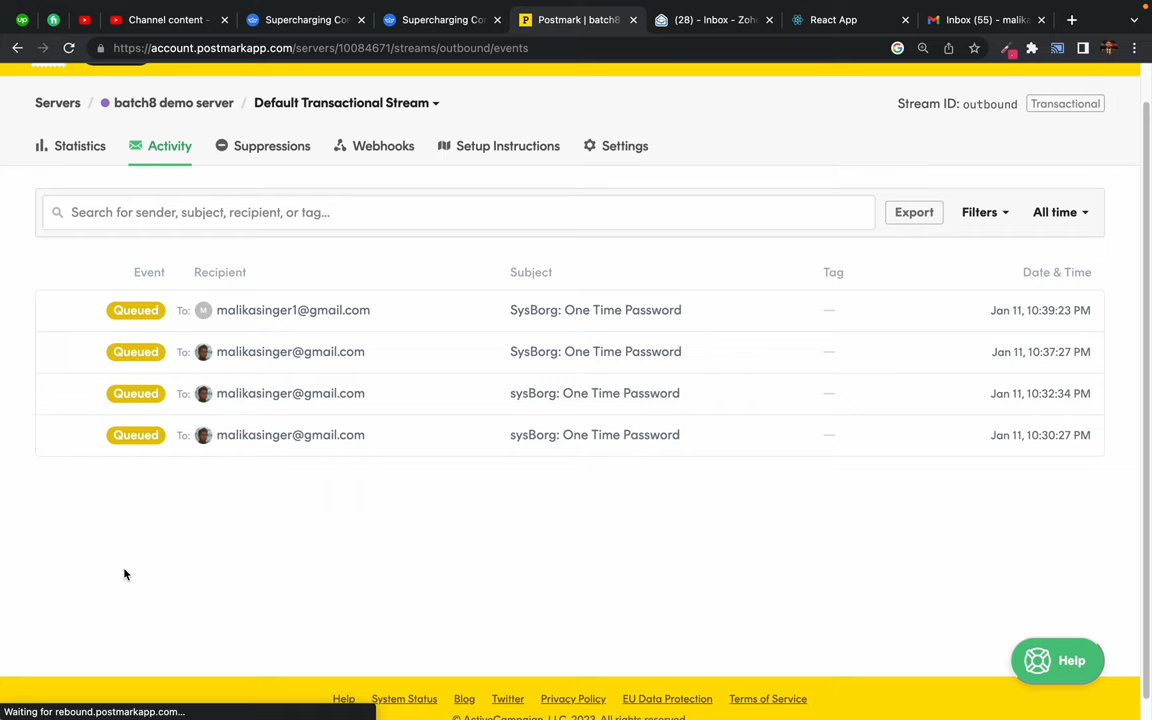 Channel content -
Supercharging Co
Supercharging Co
Postmark | batch8
(28) - Inbox - Zoh
React App
Inbox (55) - malik
https://account.postmarkapp.com/servers/10084671/streams/outbound/events
Servers / batch8 demo server / Default Transactional Stream
Stream ID: outbound Transactional
Statistics Activity Suppressions Webhooks Setup Instructions Settings
Search for sender, subject, recipient, or tag...
Export Filters All time
Event Recipient Subject Tag Date & Time
Queued To: M malikasinger1@gmail.com SysBorg: One Time Password — Jan 11, 10:39:23 PM
Queued To: malikasinger@gmail.com SysBorg: One Time Password — Jan 11, 10:37:27 PM
Queued To: malikasinger@gmail.com sysBorg: One Time Password — Jan 11, 10:32:34 PM
Queued To: malikasinger@gmail.com sysBorg: One Time Password — Jan 11, 10:30:27 PM
Help
Help System Status Blog Twitter Privacy Policy EU Data Protection Terms of Service
© ActiveCampaign, LLC, 2023. All rights reserved.
Waiting for rebound.postmarkapp.com...